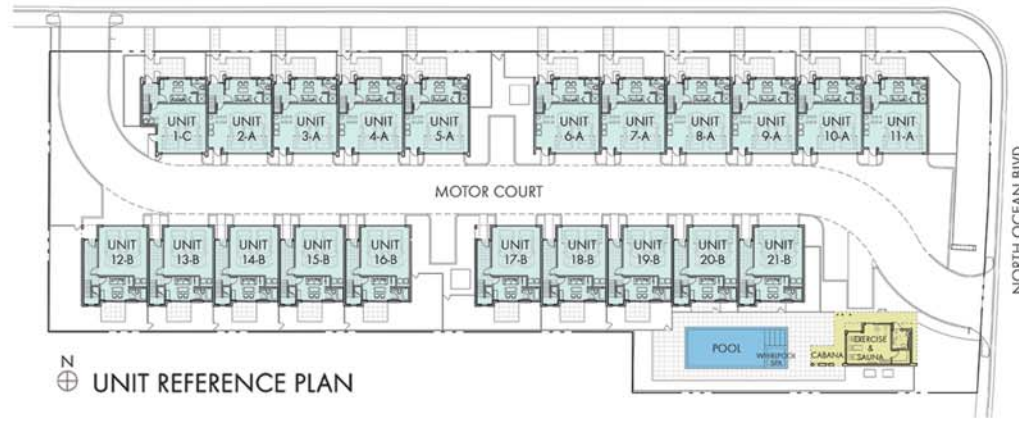 UNIT
1-C
UNIT
2-A
UNIT
3-A
UNIT
4-A
UNIT
5-A
UNIT
6-A
UNIT
7-A
UNIT
8-A
UNIT
9-A
UNIT
10-A
UNIT
11-A
MOTOR COURT
NORTH OCEAN BLVD
UNIT
12-B
UNIT
13-B
UNIT
14-B
UNIT
15-B
UNIT
16-B
UNIT
17-B
UNIT
18-B
UNIT
19-B
UNIT
20-B
UNIT
21-B
POOL
WHIRLPOOL
SPA
CABANA
EXERCISE
&
SAUNA
N
UNIT REFERENCE PLAN